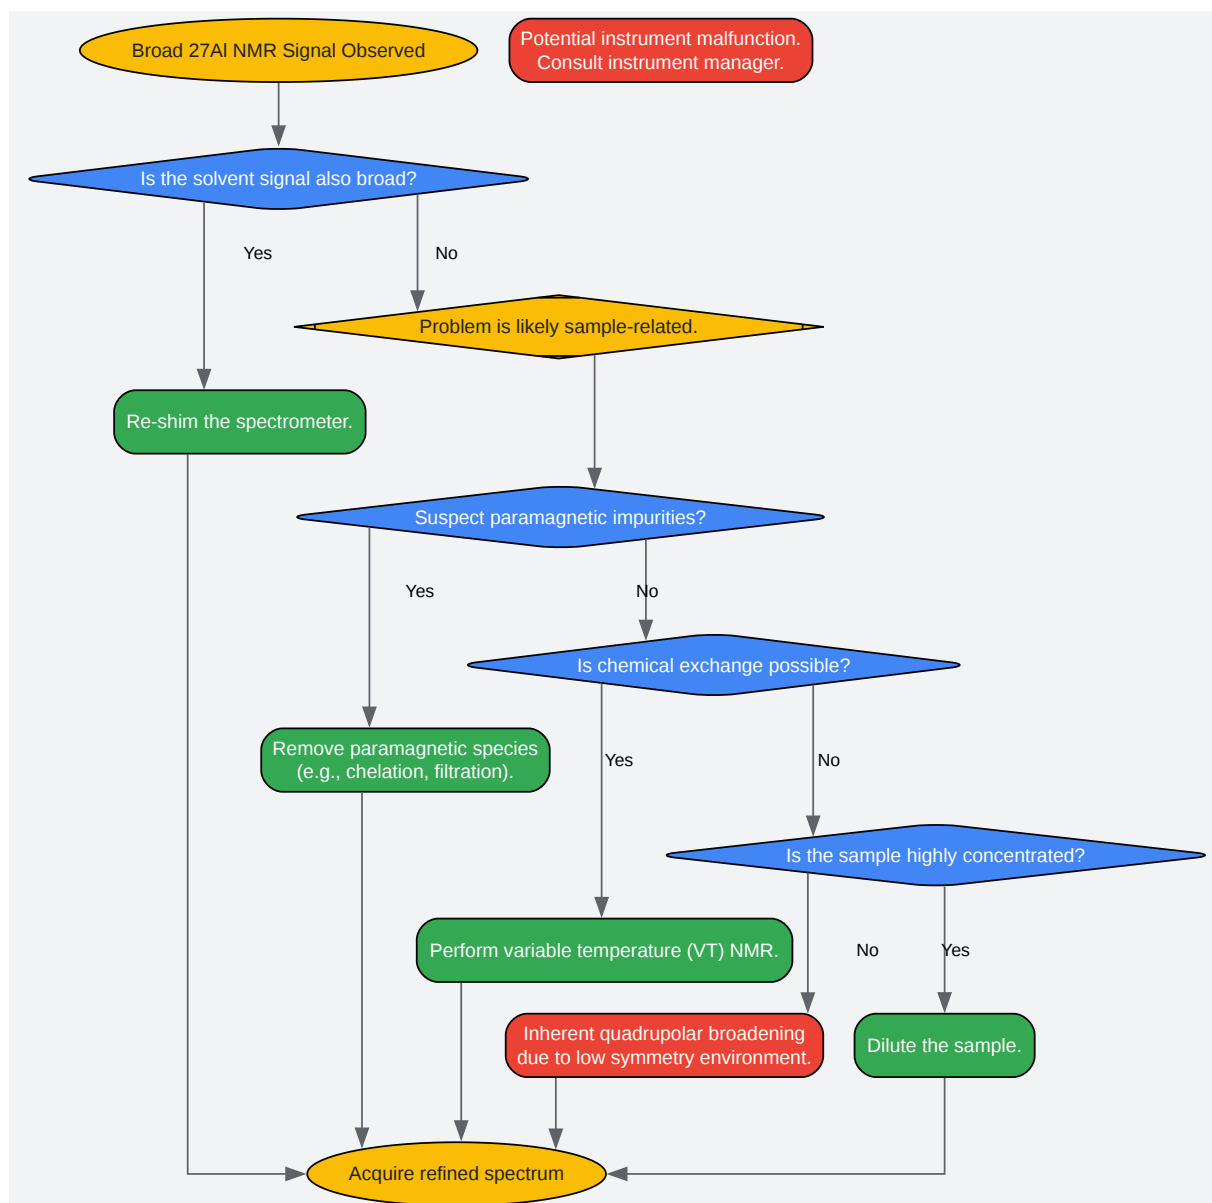 Broad 27Al NMR Signal Observed
Potential instrument malfunction.
Consult instrument manager.
Is the solvent signal also broad?
Yes
No
Problem is likely sample-related.
Re-shim the spectrometer.
Suspect paramagnetic impurities?
Yes
No
Is chemical exchange possible?
Remove paramagnetic species
(e.g., chelation, filtration).
Yes
No
Is the sample highly concentrated?
Perform variable temperature (VT) NMR.
No
Yes
Inherent quadrupolar broadening
due to low symmetry environment.
Dilute the sample.
Acquire refined spectrum